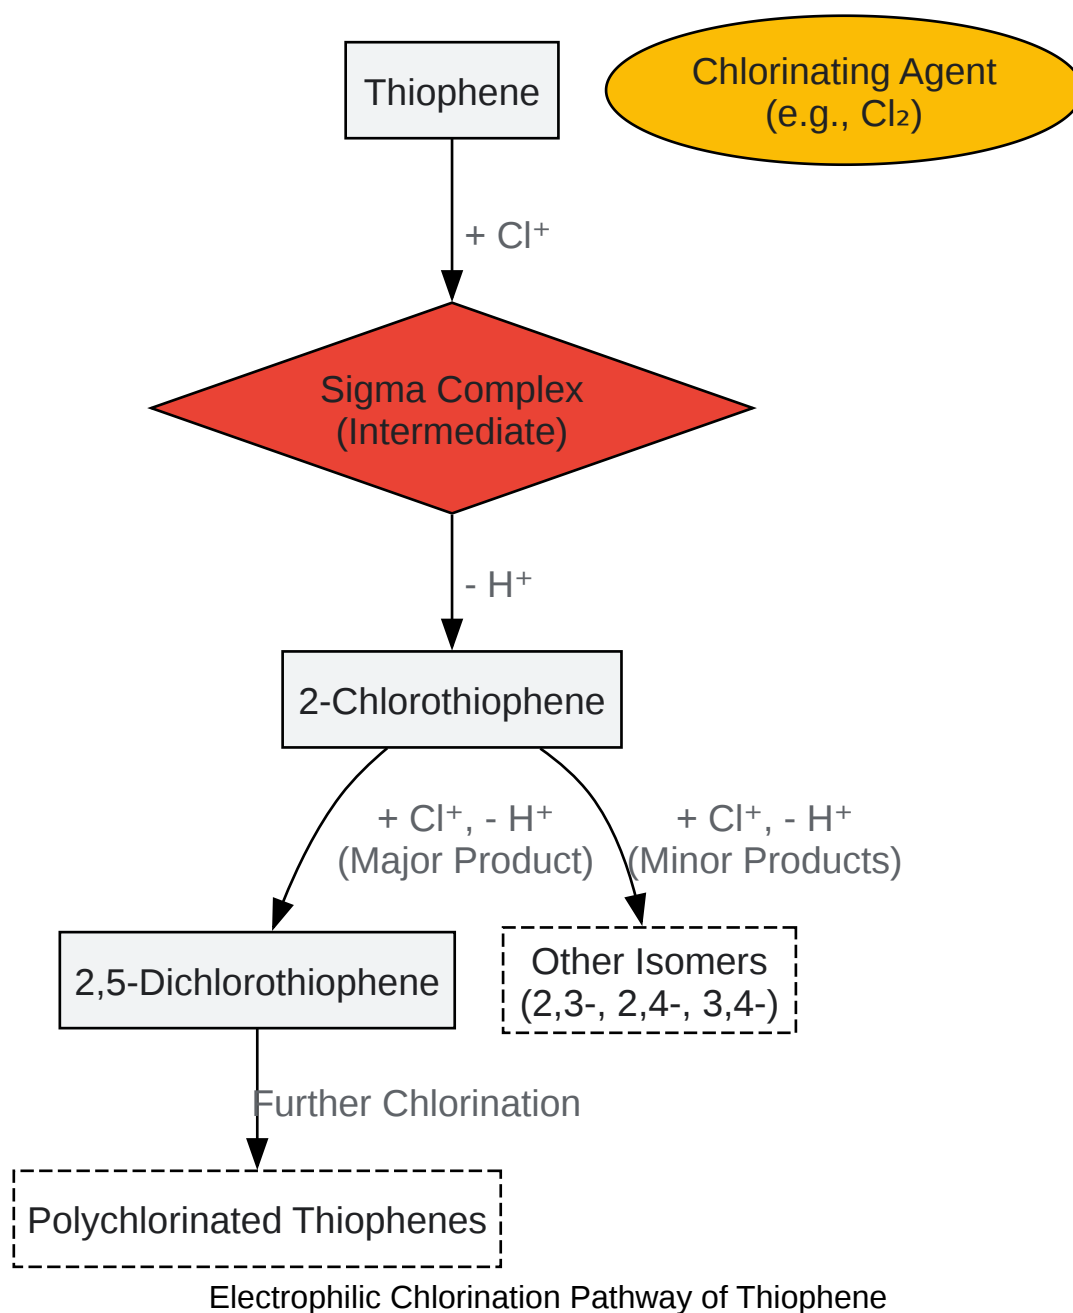 Thiophene
Chlorinating Agent
(e.g., Cl₂)
+ Cl⁺
Sigma Complex
(Intermediate)
- H⁺
2-Chlorothiophene
+ Cl⁺, - H⁺
(Major Product)
+ Cl⁺, - H⁺
(Minor Products)
2,5-Dichlorothiophene
Other Isomers
(2,3-, 2,4-, 3,4-)
Further Chlorination
Polychlorinated Thiophenes
Electrophilic Chlorination Pathway of Thiophene